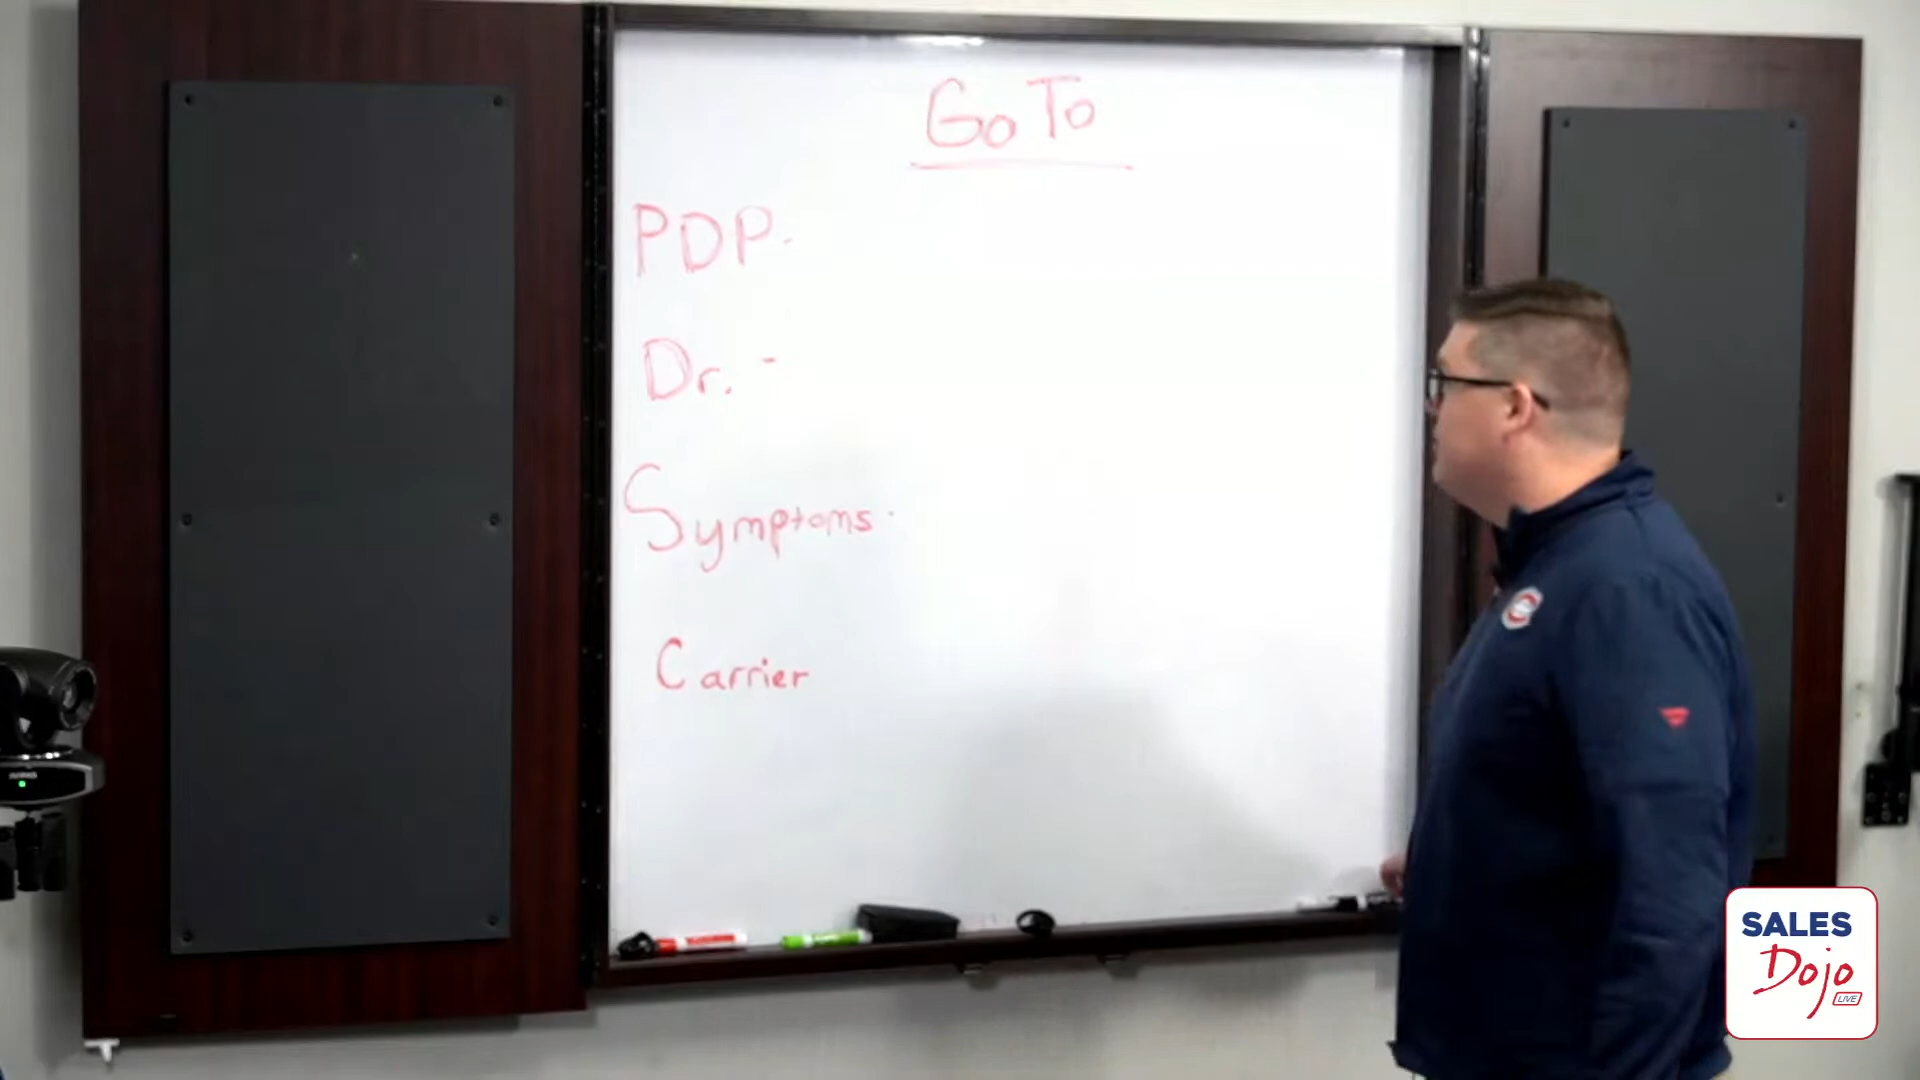 Go To
PDP.
Dr. -
Symptoms.
Carrier
SALES
Dojo
LIVE